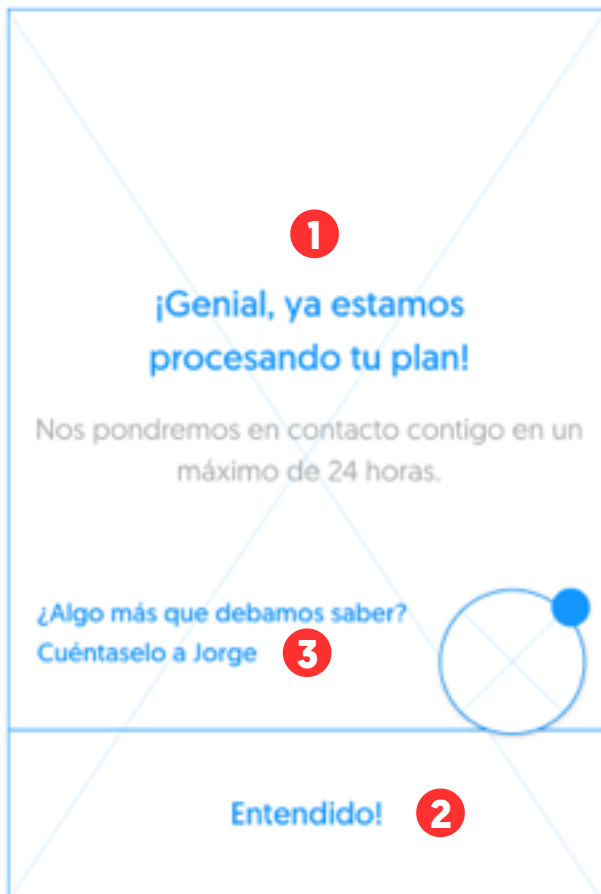 1
¡Genial, ya estamos
procesando tu plan!
Nos pondremos en contacto contigo en un
máximo de 24 horas.
¿Algo más que debamos saber?
Cuéntaselo a Jorge 3
Entendido! 2